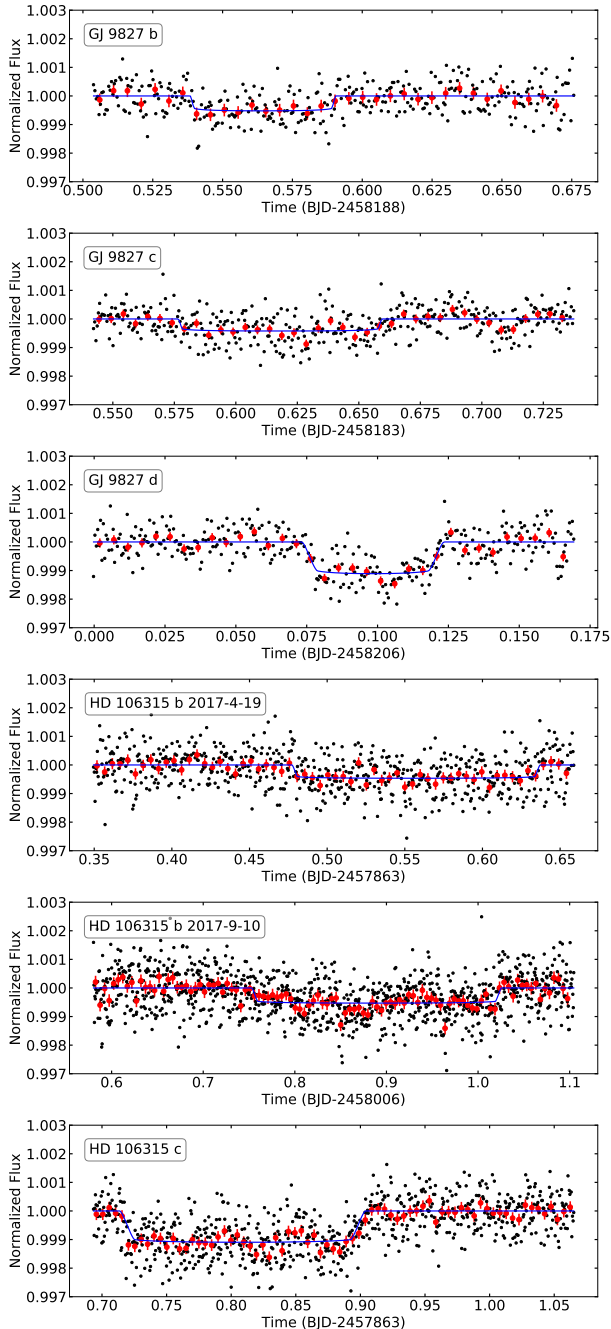 GJ 9827 b
Normalized Flux
1.003
1.002
1.001
1.000
0.999
0.998
0.997
0.500 0.525 0.550 0.575 0.600 0.625 0.650 0.675
Time (BJD-2458188)
GJ 9827 c
Normalized Flux
1.003
1.002
1.001
1.000
0.999
0.998
0.997
0.550 0.575 0.600 0.625 0.650 0.675 0.700 0.725
Time (BJD-2458183)
GJ 9827 d
Normalized Flux
1.003
1.002
1.001
1.000
0.999
0.998
0.997
0.000 0.025 0.050 0.075 0.100 0.125 0.150 0.175
Time (BJD-2458206)
HD 106315 b 2017-4-19
Normalized Flux
1.003
1.002
1.001
1.000
0.999
0.998
0.997
0.35 0.40 0.45 0.50 0.55 0.60 0.65
Time (BJD-2457863)
HD 106315 b 2017-9-10
Normalized Flux
1.003
1.002
1.001
1.000
0.999
0.998
0.997
0.6 0.7 0.8 0.9 1.0 1.1
Time (BJD-2458006)
HD 106315 c
Normalized Flux
1.003
1.002
1.001
1.000
0.999
0.998
0.997
0.70 0.75 0.80 0.85 0.90 0.95 1.00 1.05
Time (BJD-2457863)